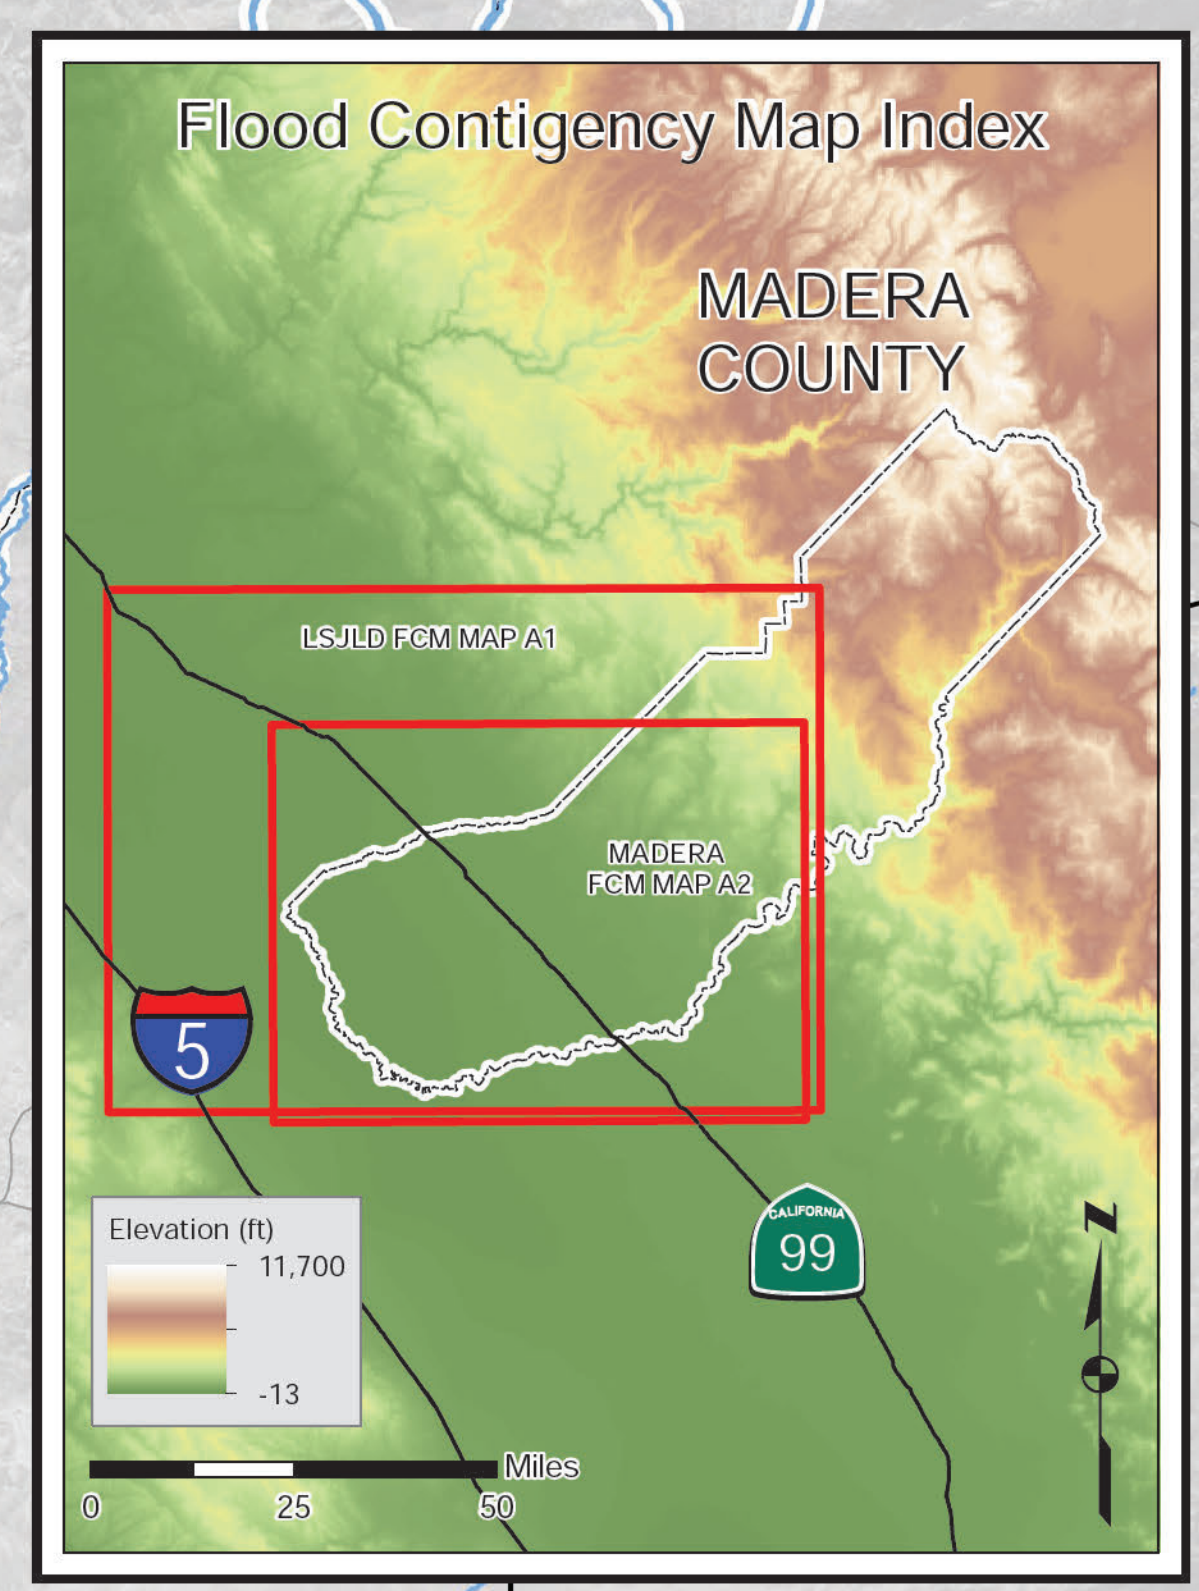 Flood Contigency Map Index
MADERA
COUNTY
LSJLD FCM MAP A1
MADERA
FCM MAP A2
5
CALIFORNIA
99
Elevation (ft)
11,700
-13
Z
Miles
0 25 50